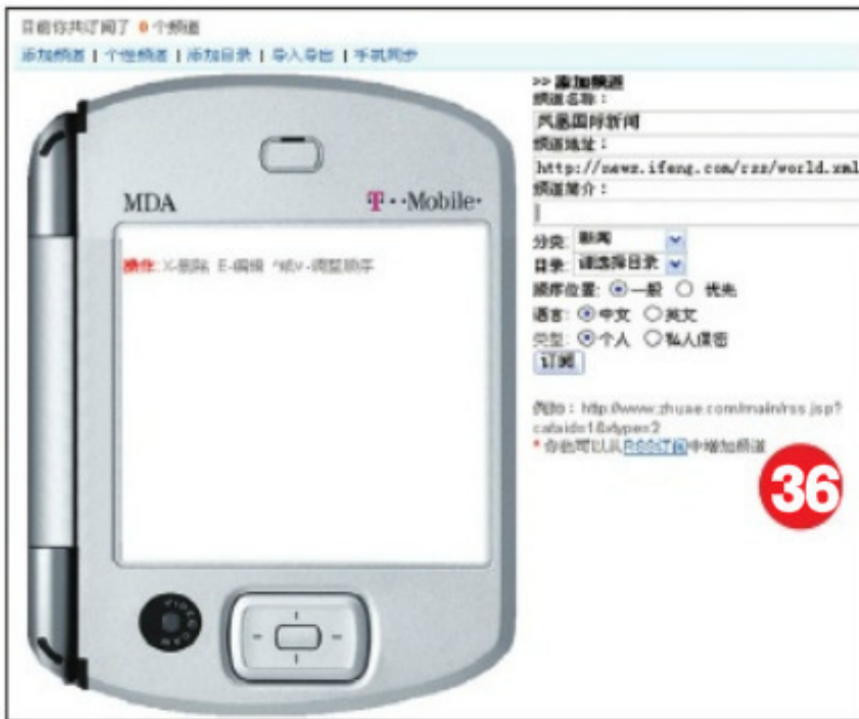 目前你共订阅了 0 个频道
添加频道 | 个性频道 | 添加目录 | 导入导出 | 手机同步
MDA
T··Mobile·
操作: X-删除 E-编辑 ^或v-调整顺序
VIDEO CAM
>> 添加频道
频道名称：
凤凰国际新闻
频道地址：
http://news.ifeng.com/rss/world.xml
频道简介：
分类: 新闻
目录: 请选择目录
顺序位置: 一般 优先
语言: 中文 英文
类型: 个人 私人保密
订阅
例如：http://www.zhuae.com/main/rss.jsp?
cataid=1&type=2
* 你也可以从RSS订阅中增加频道
36